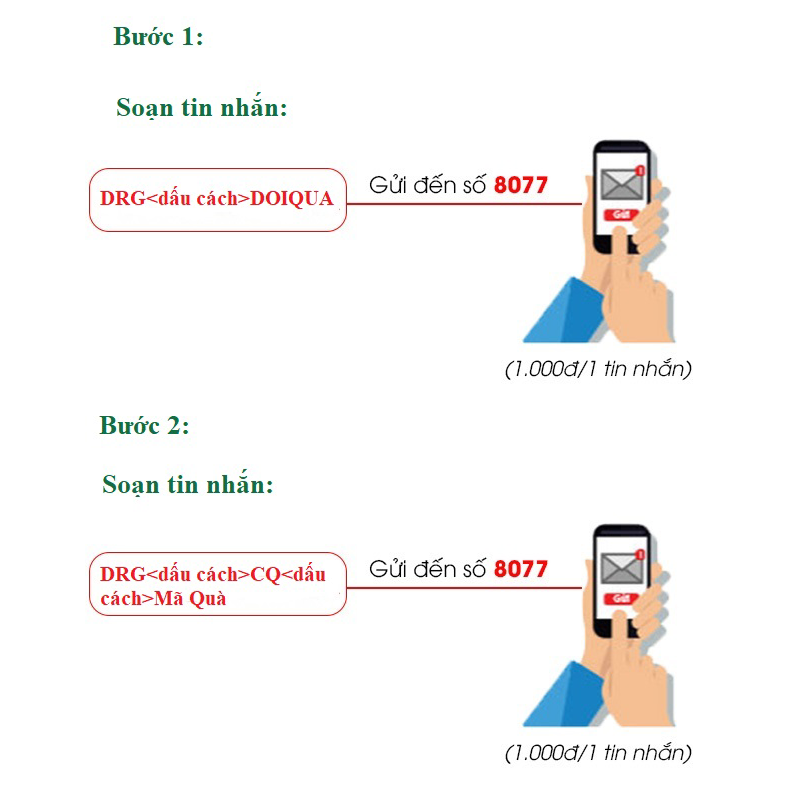 Bước 1:
Soạn tin nhắn:
DRG<dấu cách>DOIQUA
Gửi đến số 8077
1
Gửi
(1.000đ/1 tin nhắn)
Bước 2:
Soạn tin nhắn:
DRG<dấu cách>CQ<dấu
cách>Mã Quà
Gửi đến số 8077
1
Gửi
(1.000đ/1 tin nhắn)